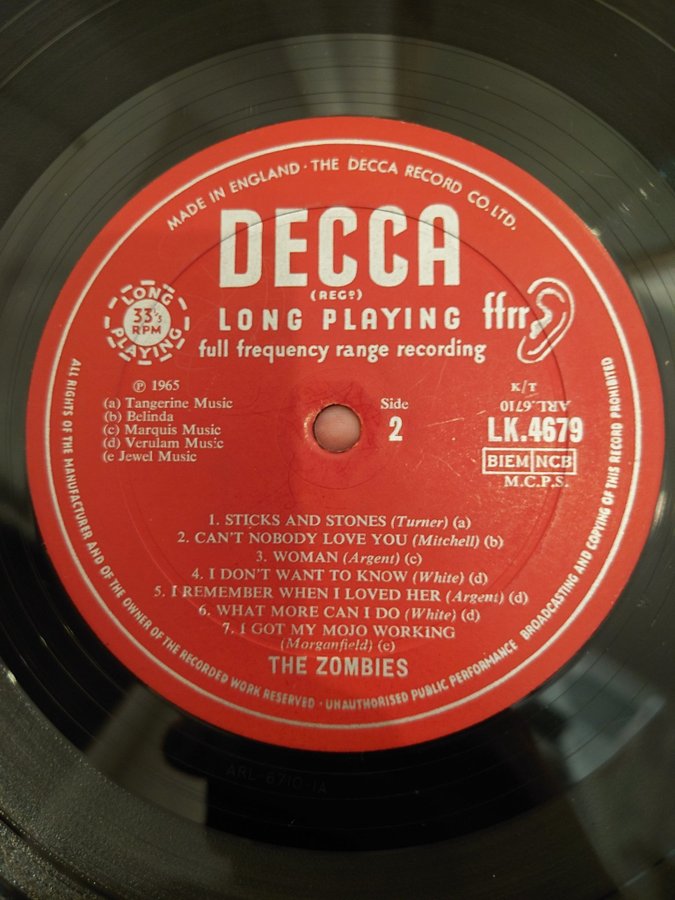 MADE IN ENGLAND · THE DECCA RECORD CO. LTD.
DECCA
(REGᴰ)
LONG PLAYING
ffrr
full frequency range recording
LONG PLAYING
33⅓
RPM
℗ 1965
(a) Tangerine Music
(b) Belinda
(c) Marquis Music
(d) Verulam Music
(e Jewel Music
Side
2
K/T
ARL.6710
LK.4679
BIEM NCB
M.C.P.S.
1. STICKS AND STONES (Turner) (a)
2. CAN'T NOBODY LOVE YOU (Mitchell) (b)
3. WOMAN (Argent) (c)
4. I DON'T WANT TO KNOW (White) (d)
5. I REMEMBER WHEN I LOVED HER (Argent) (d)
6. WHAT MORE CAN I DO (White) (d)
7. I GOT MY MOJO WORKING
(Morganfield) (e)
THE ZOMBIES
ALL RIGHTS OF THE MANUFACTURER AND OF THE OWNER OF THE RECORDED WORK RESERVED · UNAUTHORISED PUBLIC PERFORMANCE BROADCASTING AND COPYING OF THIS RECORD PROHIBITED
ARL-6710-1A